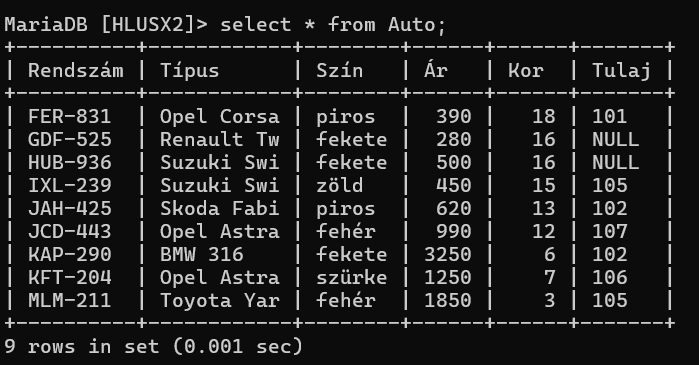 MariaDB [HLUSX2]> select * from Auto;
+----------+------------+--------+------+------+-------+
| Rendszám | Típus      | Szín   | Ár   | Kor  | Tulaj |
+----------+------------+--------+------+------+-------+
| FER-831  | Opel Corsa | piros  |  390 |   18 | 101   |
| GDF-525  | Renault Tw | fekete |  280 |   16 | NULL  |
| HUB-936  | Suzuki Swi | fekete |  500 |   16 | NULL  |
| IXL-239  | Suzuki Swi | zöld   |  450 |   15 | 105   |
| JAH-425  | Skoda Fabi | piros  |  620 |   13 | 102   |
| JCD-443  | Opel Astra | fehér  |  990 |   12 | 107   |
| KAP-290  | BMW 316    | fekete | 3250 |    6 | 102   |
| KFT-204  | Opel Astra | szürke | 1250 |    7 | 106   |
| MLM-211  | Toyota Yar | fehér  | 1850 |    3 | 105   |
+----------+------------+--------+------+------+-------+
9 rows in set (0.001 sec)